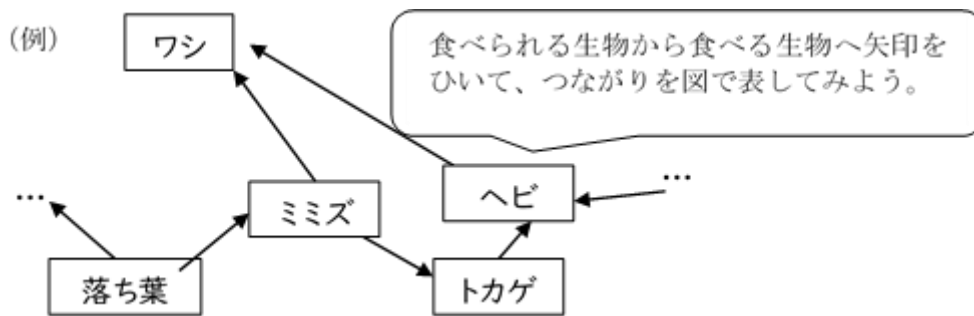 (例)
ワシ
食べられる生物から食べる生物へ矢印を
ひいて、つながりを図で表してみよう。
…
ミミズ
ヘビ
…
落ち葉
トカゲ